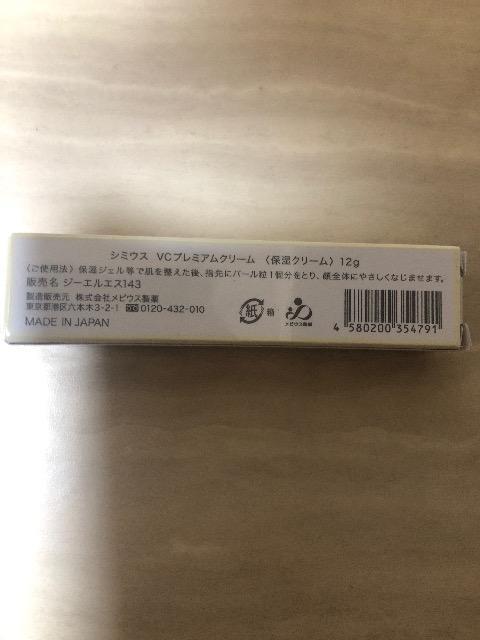 シミウス VCプレミアムクリーム 〈保湿クリーム〉 12g
〈ご使用法〉保湿ジェル等で肌を整えた後、指先にパール粒1個分をとり、顔全体にやさしくなじませます。
販売名 ジーエルエス143
製造販売元 株式会社メビウス製薬
東京都港区六本木3-2-1 0120-432-010
MADE IN JAPAN
紙 箱
メビウス製薬
4 580200 354791